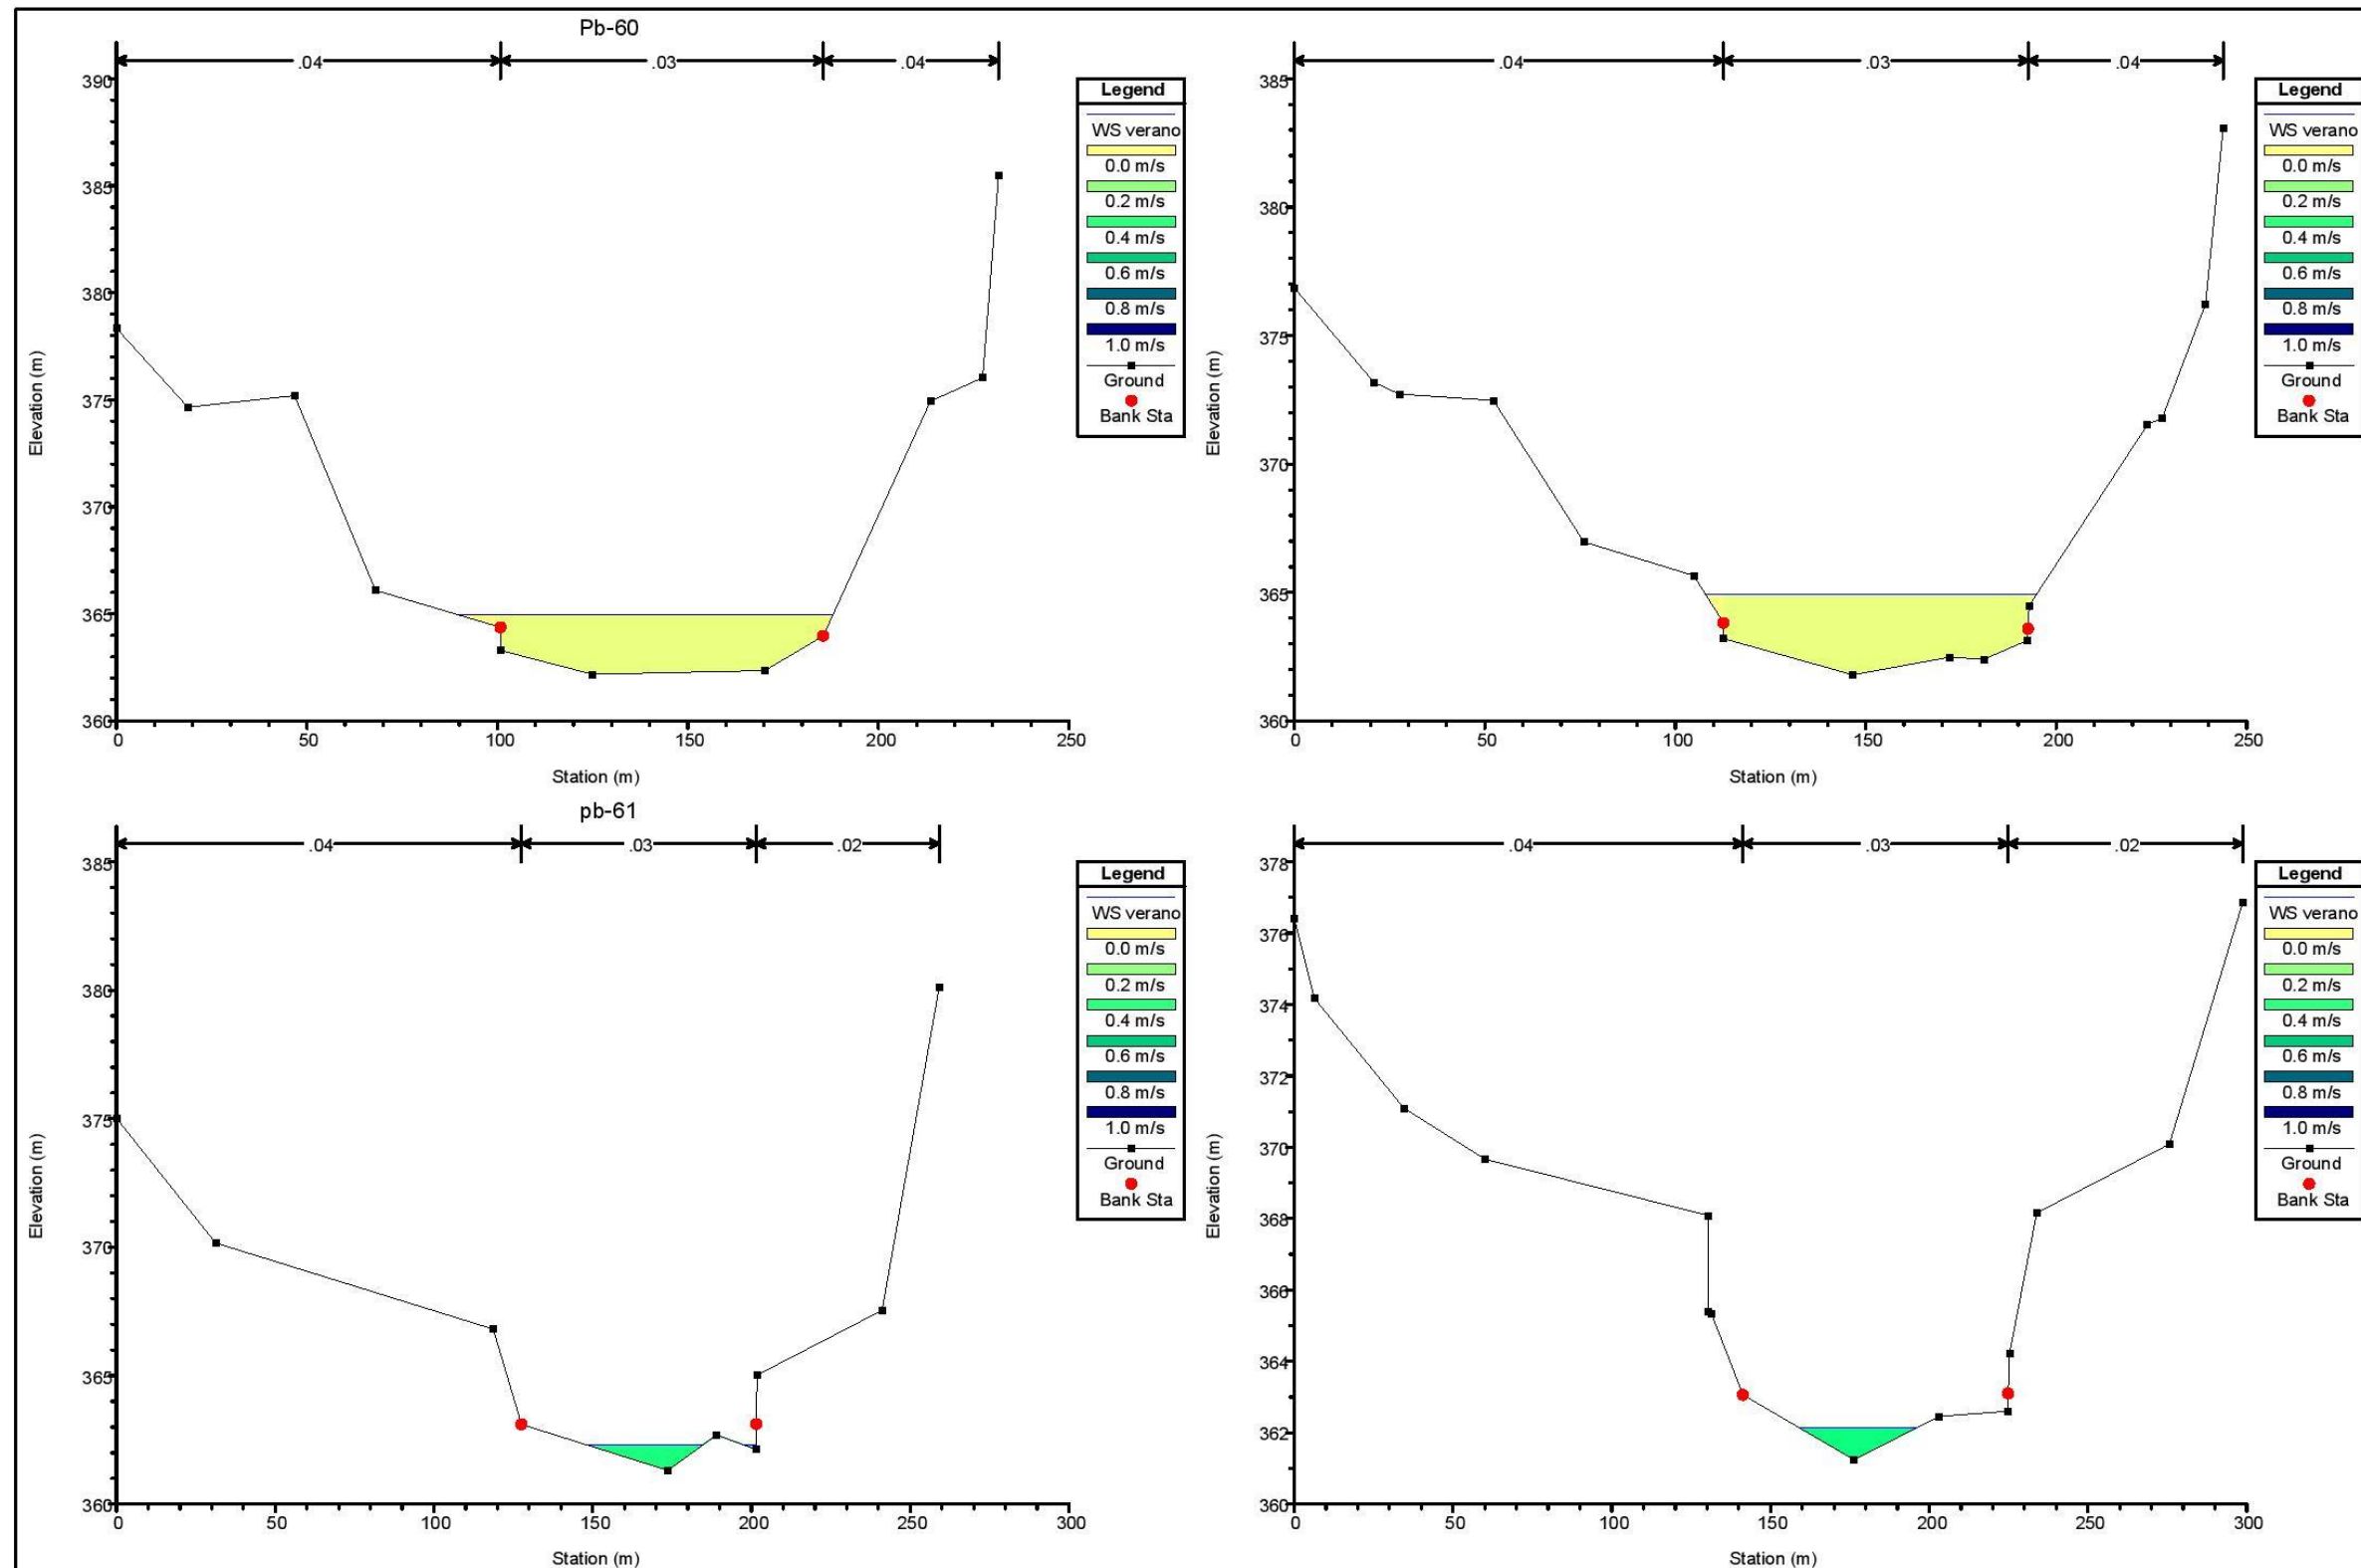 Pb-60
.04 .03 .04
390
385
380
375
370
365
360
0 50 100 150 200 250
Elevation (m)
Station (m)
Legend
WS verano
0.0 m/s
0.2 m/s
0.4 m/s
0.6 m/s
0.8 m/s
1.0 m/s
Ground
Bank Sta
.04 .03 .04
385
380
375
370
365
360
0 50 100 150 200 250
Elevation (m)
Station (m)
Legend
WS verano
0.0 m/s
0.2 m/s
0.4 m/s
0.6 m/s
0.8 m/s
1.0 m/s
Ground
Bank Sta
pb-61
.04 .03 .02
385
380
375
370
365
360
0 50 100 150 200 250 300
Elevation (m)
Station (m)
Legend
WS verano
0.0 m/s
0.2 m/s
0.4 m/s
0.6 m/s
0.8 m/s
1.0 m/s
Ground
Bank Sta
.04 .03 .02
378
376
374
372
370
368
366
364
362
360
0 50 100 150 200 250 300
Elevation (m)
Station (m)
Legend
WS verano
0.0 m/s
0.2 m/s
0.4 m/s
0.6 m/s
0.8 m/s
1.0 m/s
Ground
Bank Sta